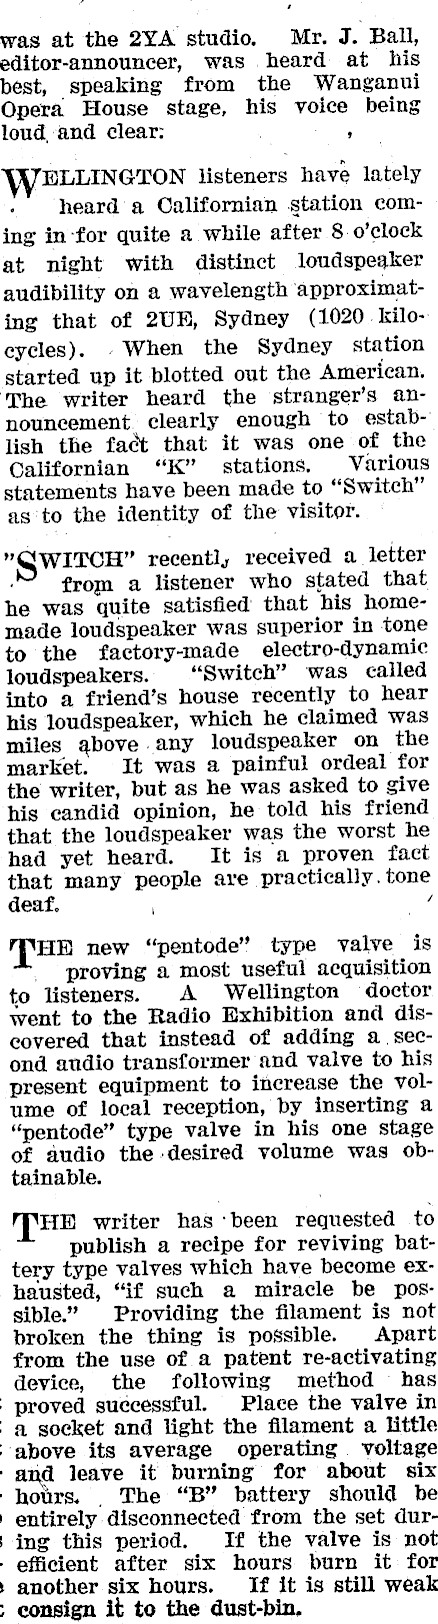 was at the 2YA studio. Mr. J. Ball,
editor-announcer, was heard at his
best, speaking from the Wanganui
Opera House stage, his voice being
loud and clear.
WELLINGTON listeners have lately
heard a Californian station com-
ing in for quite a while after 8 o'clock
at night with distinct loudspeaker
audibility on a wavelength approximat-
ing that of 2UE, Sydney (1020 kilo-
cycles). When the Sydney station
started up it blotted out the American.
The writer heard the stranger's an-
nouncement clearly enough to estab-
lish the fact that it was one of the
Californian "K" stations. Various
statements have been made to "Switch"
as to the identity of the visitor.
"SWITCH" recently received a letter
from a listener who stated that
he was quite satisfied that his home-
made loudspeaker was superior in tone
to the factory-made electro-dynamic
loudspeakers. "Switch" was called
into a friend's house recently to hear
his loudspeaker, which he claimed was
miles above any loudspeaker on the
market. It was a painful ordeal for
the writer, but as he was asked to give
his candid opinion, he told his friend
that the loudspeaker was the worst he
had yet heard. It is a proven fact
that many people are practically tone
deaf.
THE new "pentode" type valve is
proving a most useful acquisition
to listeners. A Wellington doctor
went to the Radio Exhibition and dis-
covered that instead of adding a sec-
ond audio transformer and valve to his
present equipment to increase the vol-
ume of local reception, by inserting a
"pentode" type valve in his one stage
of audio the desired volume was ob-
tainable.
THE writer has been requested to
publish a recipe for reviving bat-
tery type valves which have become ex-
hausted, "if such a miracle be pos-
sible." Providing the filament is not
broken the thing is possible. Apart
from the use of a patent re-activating
device, the following method has
proved successful. Place the valve in
a socket and light the filament a little
above its average operating voltage
and leave it burning for about six
hours. The "B" battery should be
entirely disconnected from the set dur-
ing this period. If the valve is not
efficient after six hours burn it for
another six hours. If it is still weak
consign it to the dust-bin.